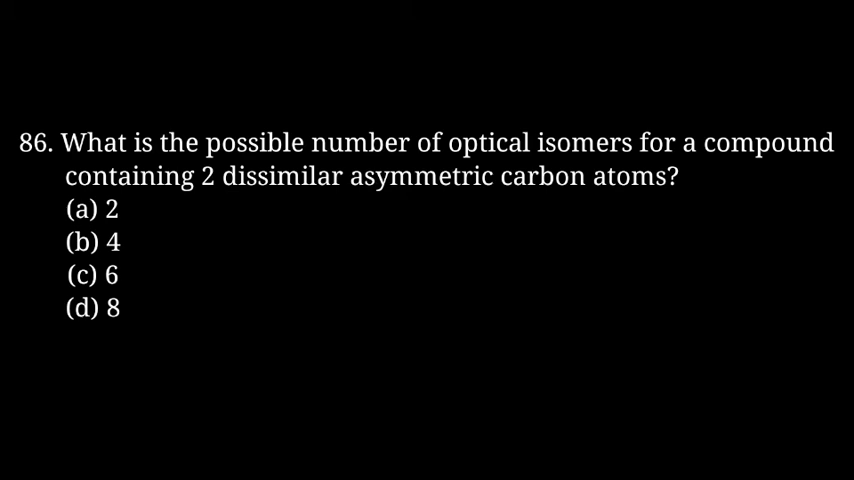 86. What is the possible number of optical isomers for a compound
containing 2 dissimilar asymmetric carbon atoms?
(a) 2
(b) 4
(c) 6
(d) 8